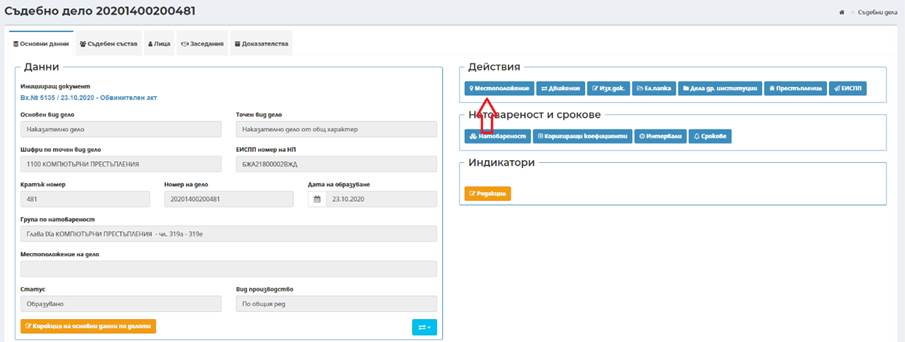 Съдебно дело 20201400200481
Съдебни дела
Основни данни Съдебен състав Лица Заседания Доказателства
Данни
Иницииращ документ
Вх.№ 5135 / 23.10.2020 - Обвинителен акт
Основен вид дело Точен вид дело
Наказателно дело Наказателно дело от общ характер
Шифри по точен вид дело ЕИСПП номер на НП
1100 КОМПЮТЪРНИ ПРЕСТЪПЛЕНИЯ БЖА21800002ВЖД
Кратък номер Номер на дело Дата на образуване
481 20201400200481 23.10.2020
Група по натовареност
Глава IXа КОМПЮТЪРНИ ПРЕСТЪПЛЕНИЯ - чл. 319а - 319е
Местоположение на дело
Статус Вид производство
Образувано По общия ред
Корекция на основни данни по делото
Действия
Местоположение Движение Изх.док. Ел.папка Дела др. институции Престъпления ЕИСПП
Натовареност и срокове
Натовареност Коригиращи коефициенти Интервали Срокове
Индикатори
Редакции